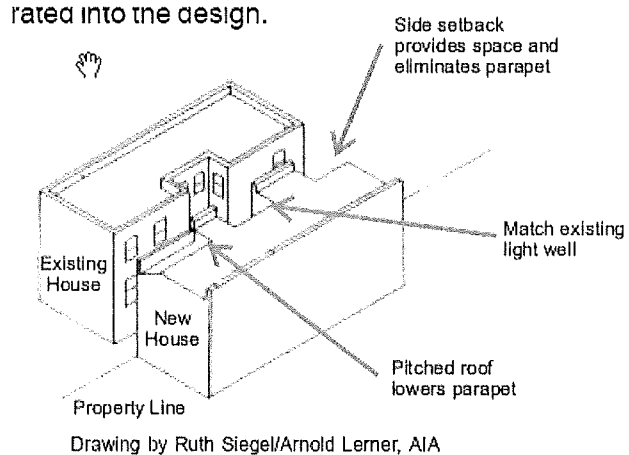 rated into the design.
Side setback
provides space and
eliminates parapet
Match existing
light well
Existing
House
New
House
Pitched roof
lowers parapet
Property Line
Drawing by Ruth Siegel/Arnold Lerner, AIA